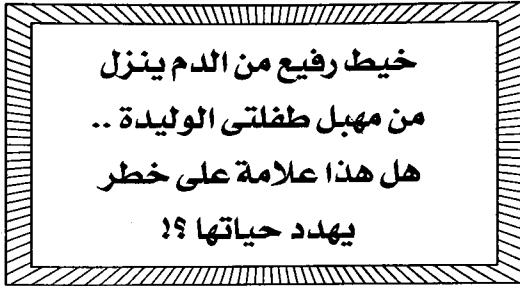 خيط رفيع من الدم ينزل
من مهبل طفلتى الوليدة ..
هل هذا علامة على خطر
يهدد حياتها ؟!